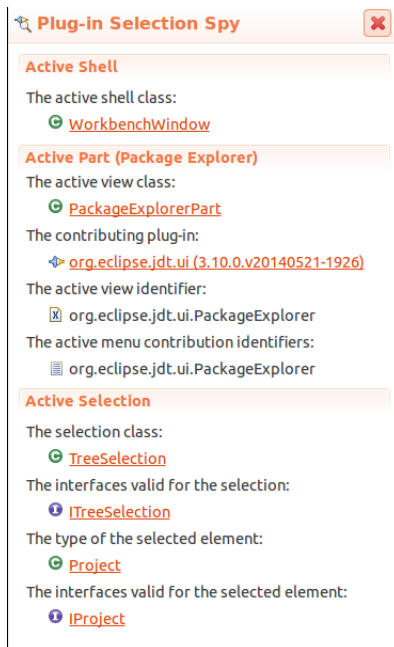 Plug-in Selection Spy
Active Shell
The active shell class:
WorkbenchWindow
Active Part (Package Explorer)
The active view class:
PackageExplorerPart
The contributing plug-in:
org.eclipse.jdt.ui (3.10.0.v20140521-1926)
The active view identifier:
org.eclipse.jdt.ui.PackageExplorer
The active menu contribution identifiers:
org.eclipse.jdt.ui.PackageExplorer
Active Selection
The selection class:
TreeSelection
The interfaces valid for the selection:
ITreeSelection
The type of the selected element:
Project
The interfaces valid for the selected element:
IProject